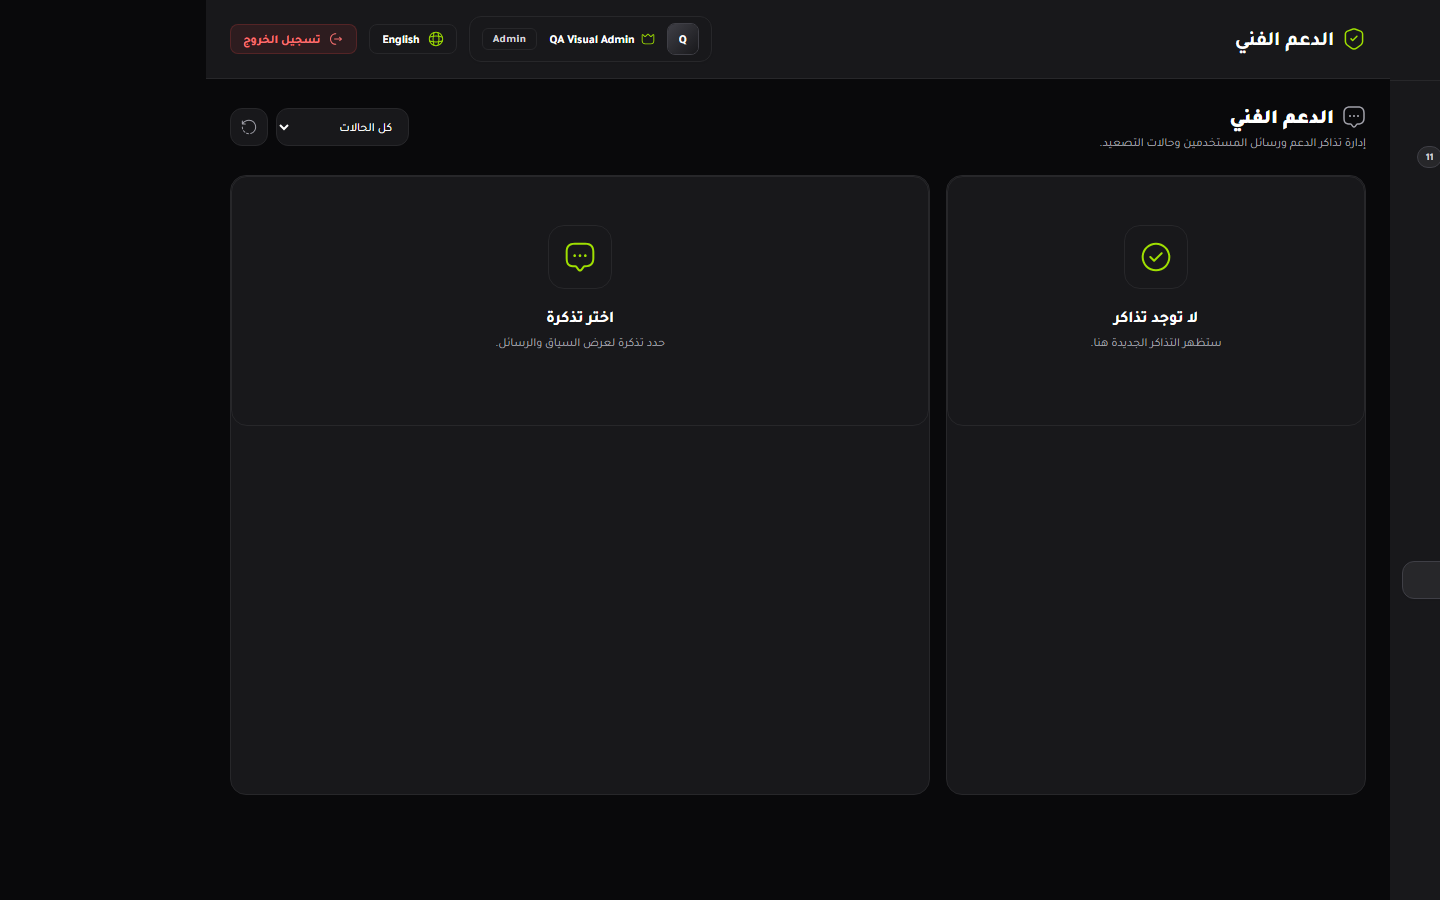 الدعم الفني
Q
QA Visual Admin
Admin
English
تسجيل الخروج
11
الدعم الفني
إدارة تذاكر الدعم ورسائل المستخدمين وحالات التصعيد.
كل الحالات
لا توجد تذاكر
ستظهر التذاكر الجديدة هنا.
اختر تذكرة
حدد تذكرة لعرض السياق والرسائل.